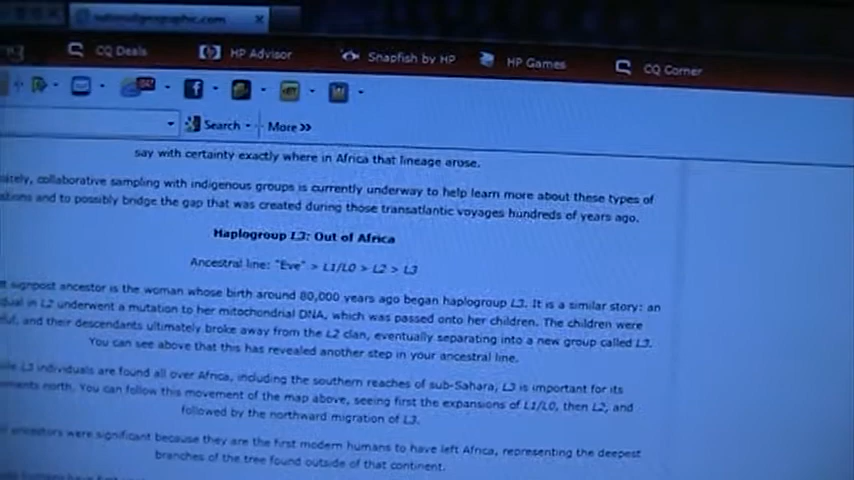 nationalgeographic.com
CQ Deals HP Advisor Snapfish by HP HP Games CQ Corner
Search More >>
say with certainty exactly where in Africa that lineage arose.
collaborative sampling with indigenous groups is currently underway to help learn more about these types of
and to possibly bridge the gap that was created during those transatlantic voyages hundreds of years ago.
Haplogroup L3: Out of Africa
Ancestral line: "Eve" > L1/L0 > L2 > L3
signpost ancestor is the woman whose birth around 80,000 years ago began haplogroup L3. It is a similar story: an
in L2 underwent a mutation to her mitochondrial DNA, which was passed onto her children. The children were
and their descendants ultimately broke away from the L2 clan, eventually separating into a new group called L3.
You can see above that this has revealed another step in your ancestral line.
L3 individuals are found all over Africa, including the southern reaches of sub-Sahara, L3 is important for its
north. You can follow this movement of the map above, seeing first the expansions of L1/L0, then L2, and
followed by the northward migration of L3.
ancestors were significant because they are the first modern humans to have left Africa, representing the deepest
branches of the tree found outside of that continent.